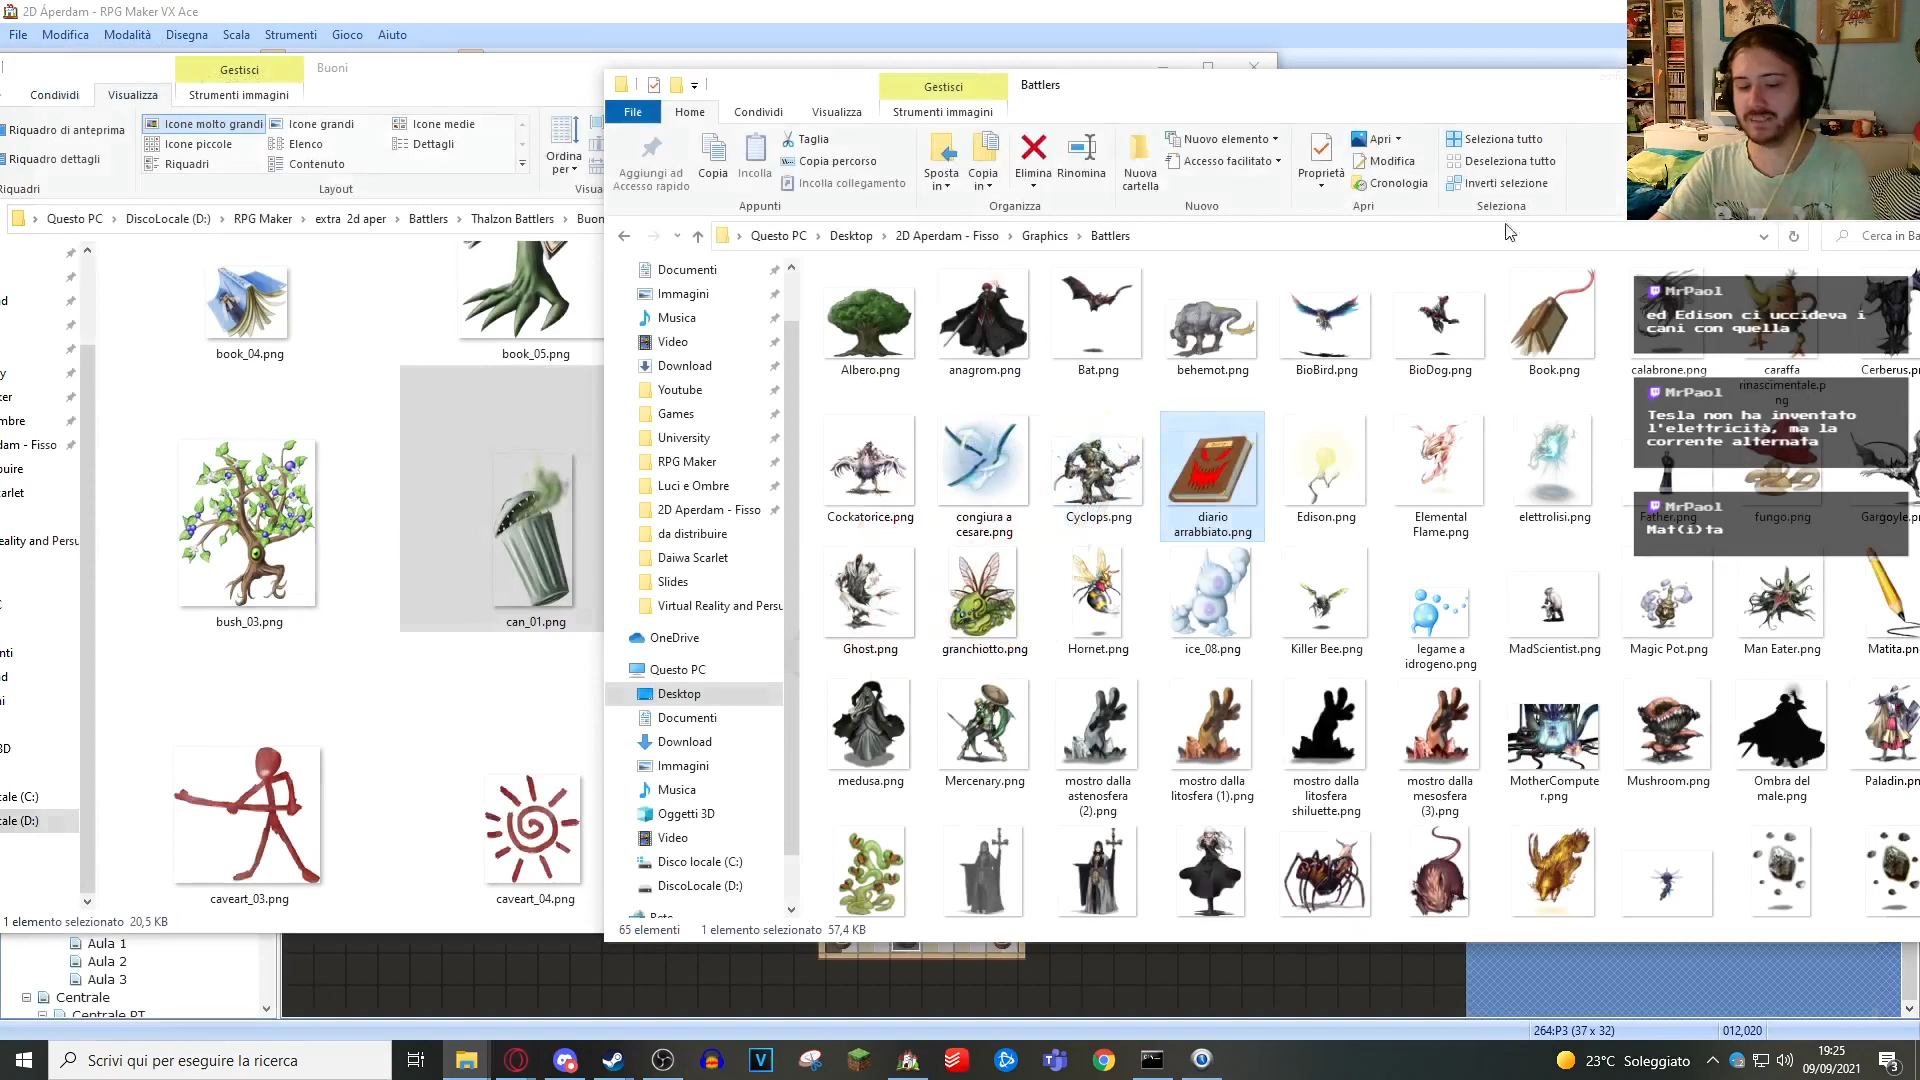 2D Áperdam - RPG Maker VX Ace
File Modifica Modalità Disegna Scala Strumenti Gioco Aiuto
Gestisci Buoni
Condividi Visualizza Strumenti immagini
Riquadro di anteprima
Riquadro dettagli
Riquadri
Icone molto grandi Icone grandi Icone medie
Icone piccole Elenco Dettagli
Riquadri Contenuto
Layout
Ordina
per
Questo PC DiscoLocale (D:) RPG Maker extra 2d aper Battlers Thalzon Battlers
book_04.png book_05.png
bush_03.png can_01.png
caveart_03.png caveart_04.png
1 elemento selezionato 20,5 KB
Aula 1
Aula 2
Aula 3
Centrale
Gestisci Battlers
File Home Condividi Visualizza Strumenti immagini
Aggiungi ad
Accesso rapido
Copia
Incolla
Taglia
Copia percorso
Incolla collegamento
Appunti
Sposta
in
Copia
in
Elimina
Rinomina
Organizza
Nuova
cartella
Nuovo elemento
Accesso facilitato
Nuovo
Proprietà
Apri
Modifica
Cronologia
Apri
Seleziona tutto
Deseleziona tutto
Inverti selezione
Seleziona
Questo PC Desktop 2D Aperdam - Fisso Graphics Battlers
Cerca in Ba
Documenti
Immagini
Musica
Video
Download
Youtube
Games
University
RPG Maker
Luci e Ombre
2D Aperdam - Fisso
da distribuire
Daiwa Scarlet
Slides
Virtual Reality and Persu
OneDrive
Questo PC
Desktop
Documenti
Download
Immagini
Musica
Oggetti 3D
Video
Disco locale (C:)
DiscoLocale (D:)
Albero.png anagrom.png Bat.png behemot.png BioBird.png BioDog.png Book.png calabrone.png caraffa
rinascimentale.p
ng
Cerberus.pn
Cockatorice.png congiura a
cesare.png
Cyclops.png diario
arrabbiato.png
Edison.png Elemental
Flame.png
elettrolisi.png Father.png fungo.png Gargoyle.pn
Ghost.png granchiotto.png Hornet.png ice_08.png Killer Bee.png legame a
idrogeno.png
MadScientist.png Magic Pot.png Man Eater.png Matita.pn
medusa.png Mercenary.png mostro dalla
astenosfera
(2).png
mostro dalla
litosfera (1).png
mostro dalla
litosfera
shiluette.png
mostro dalla
mesosfera
(3).png
MotherCompute
r.png
Mushroom.png Ombra del
male.png
Paladin.pn
65 elementi 1 elemento selezionato 57,4 KB
MrPaol
ed Edison ci uccideva i
cani con quella
MrPaol
Tesla non ha inventato
l'elettricità, ma la
corrente alternata
MrPaol
Mat(i)ta
264:P3 (37 x 32) 012,020
Scrivi qui per eseguire la ricerca
23°C Soleggiato
19:25
09/09/2021
3